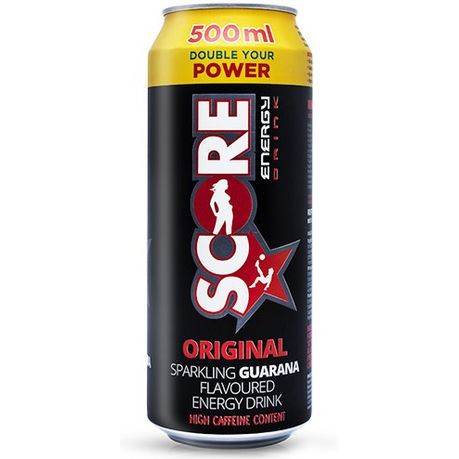 500ml
DOUBLE YOUR
POWER
SCORE
ENERGY
DRINK
ORIGINAL
SPARKLING GUARANA
FLAVOURED
ENERGY DRINK
HIGH CAFFEINE CONTENT